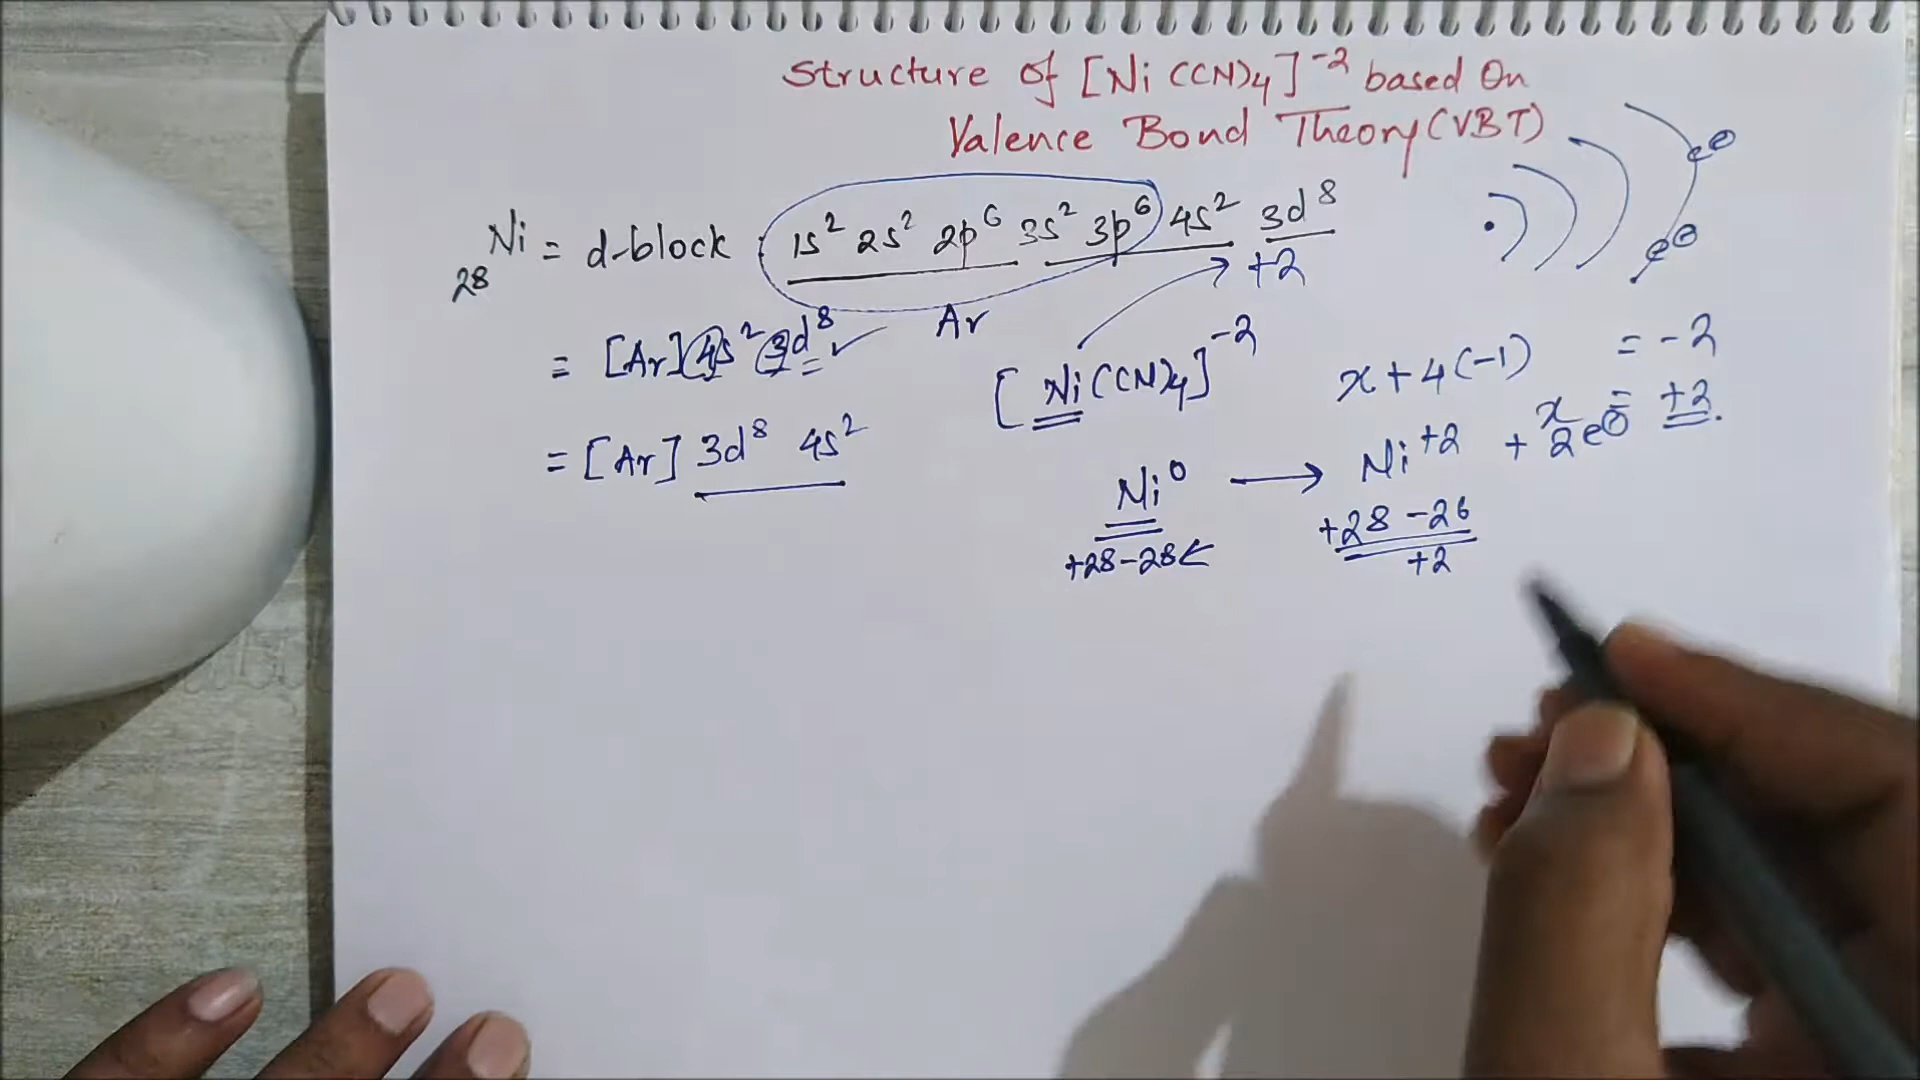 Structure of [Ni(CN)4]⁻² based on
Valence Bond Theory (VBT)
₂₈Ni = d-block 1s² 2s² 2p⁶ 3s² 3p⁶ 4s² 3d⁸
+2
Ar
= [Ar] 4s² 3d⁸ ✓
[Ni(CN)4]⁻²
x + 4(-1) = -2
x = +2.
= [Ar] 3d⁸ 4s²
Ni⁰ → Ni⁺² + 2e⊖
+28-28 +28-26
+2
e⊖
e⊖